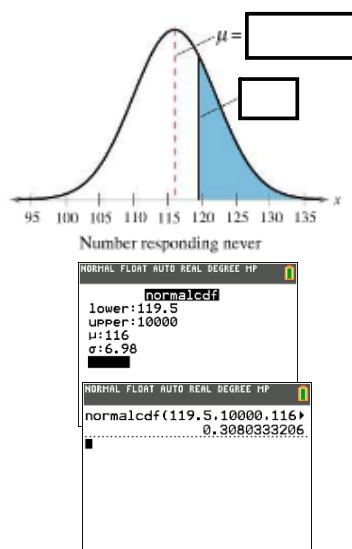 μ =
x
95 100 105 110 115 120 125 130 135
Number responding never
NORMAL FLOAT AUTO REAL DEGREE MP
normalcdf
lower:119.5
upper:10000
μ:116
σ:6.98
NORMAL FLOAT AUTO REAL DEGREE MP
normalcdf(119.5,10000,116▶
0.3080333206